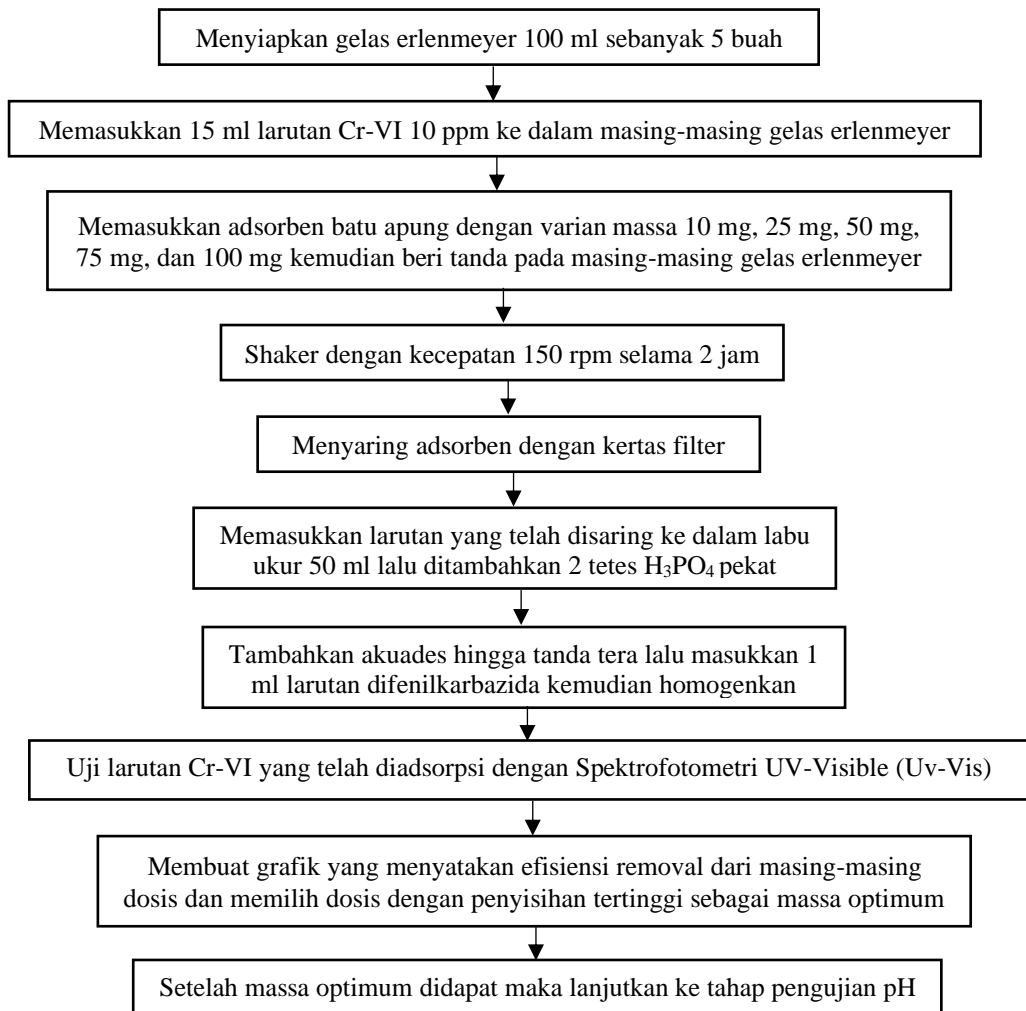 Menyiapkan gelas erlenmeyer 100 ml sebanyak 5 buah
Memasukkan 15 ml larutan Cr-VI 10 ppm ke dalam masing-masing gelas erlenmeyer
Memasukkan adsorben batu apung dengan varian massa 10 mg, 25 mg, 50 mg,
75 mg, dan 100 mg kemudian beri tanda pada masing-masing gelas erlenmeyer
Shaker dengan kecepatan 150 rpm selama 2 jam
Menyaring adsorben dengan kertas filter
Memasukkan larutan yang telah disaring ke dalam labu
ukur 50 ml lalu ditambahkan 2 tetes H₃PO₄ pekat
Tambahkan akuades hingga tanda tera lalu masukkan 1
ml larutan difenilkarbazida kemudian homogenkan
Uji larutan Cr-VI yang telah diadsorpsi dengan Spektrofotometri UV-Visible (Uv-Vis)
Membuat grafik yang menyatakan efisiensi removal dari masing-masing
dosis dan memilih dosis dengan penyisihan tertinggi sebagai massa optimum
Setelah massa optimum didapat maka lanjutkan ke tahap pengujian pH